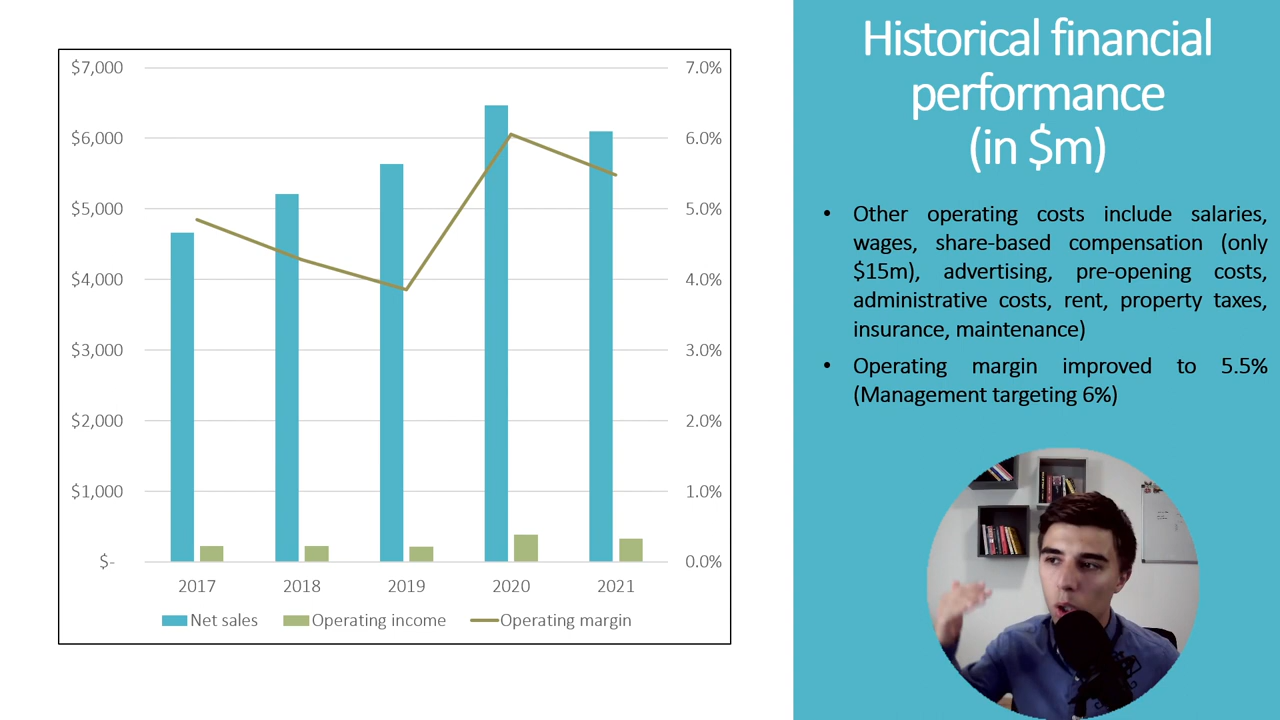 Historical financial
performance
(in $m)
$7,000
$6,000
$5,000
$4,000
$3,000
$2,000
$1,000
$-
7.0%
6.0%
5.0%
4.0%
3.0%
2.0%
1.0%
0.0%
2017 2018 2019 2020 2021
Net sales Operating income Operating margin
• Other operating costs include salaries,
wages, share-based compensation (only
$15m), advertising, pre-opening costs,
administrative costs, rent, property taxes,
insurance, maintenance)
• Operating margin improved to 5.5%
(Management targeting 6%)